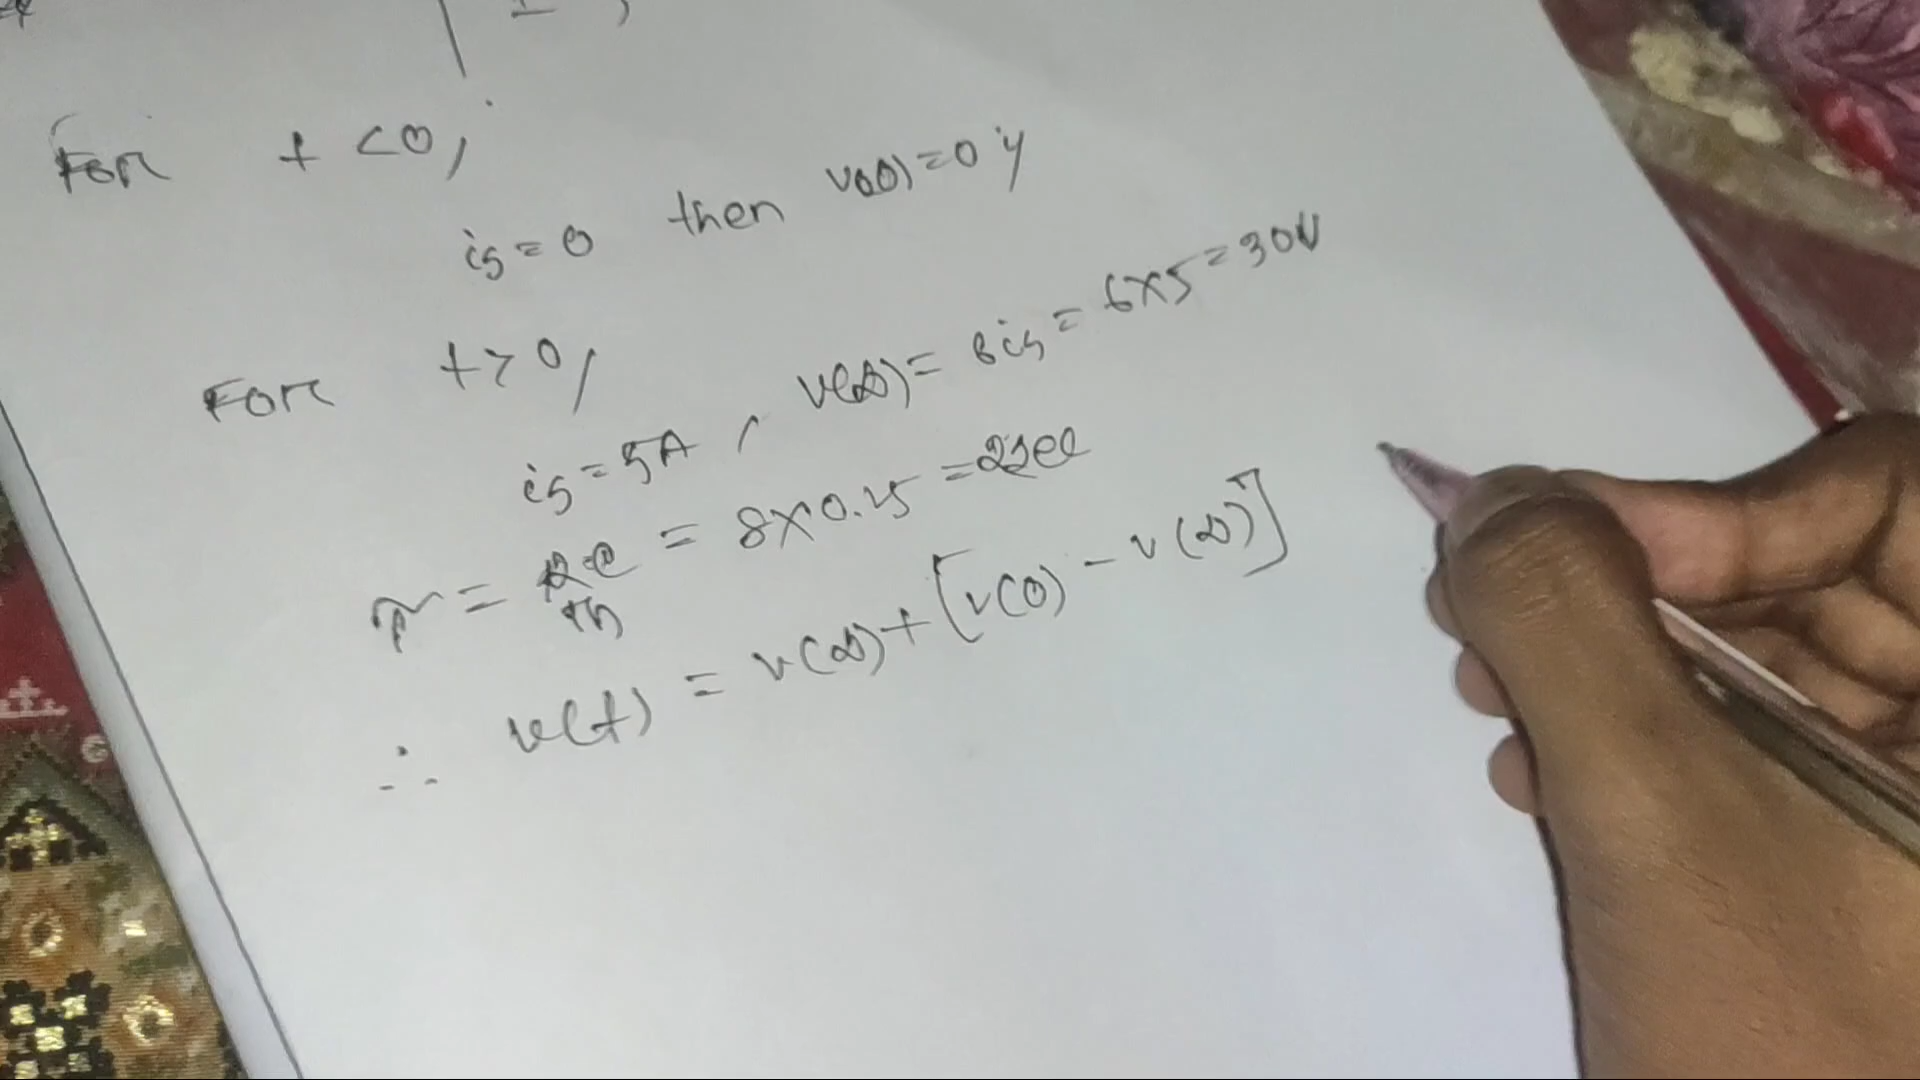 For t <0,
is = 0 then v(0) = 0 V
For t>0,
is = 5A, v(∞) = 6is = 6×5 = 30V
τ = R_Th C = 8×0.25 = 2sec
∴ v(t) = v(∞) + [v(0) - v(∞)]